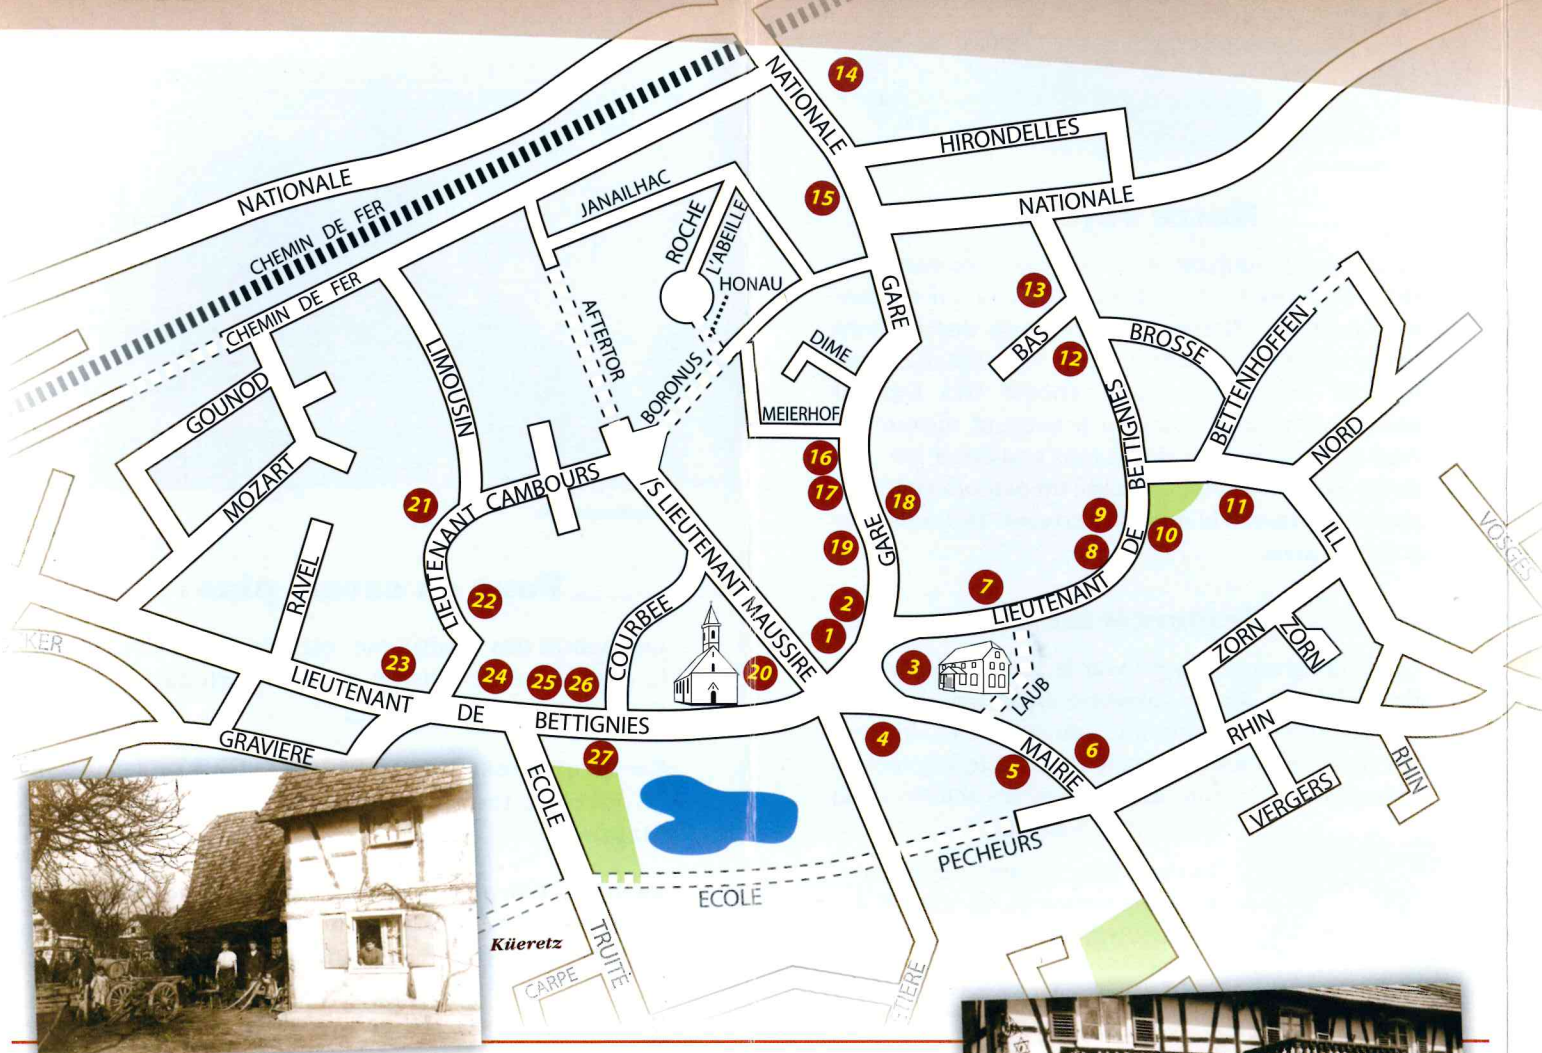 NATIONALE
14
HIRONDELLES
NATIONALE
CHEMIN DE FER
NATIONALE
JANAILHAC
15
ROCHE
L'ABEILLE
HONAU
CHEMIN DE FER
GARE
13
BAS
12
BROSSE
BETTENHOFFEN
AFTERTOR
LIMOUSIN
DIME
BORONUS
MEIERHOF
GOUNOD
MOZART
NORD
BETTIGNIES
16
17
18
CAMBOURS
21
/S LIEUTENANT MAUSSIRE
9
10
11
ILL
VOSGES
19
GARE
8
DE
7
LIEUTENANT
LIEUTENANT
RAVEL
22
2
1
COURBEE
ZORN
ZORN
KER
23
24
25
26
20
3
LAUB
LIEUTENANT
DE
BETTIGNIES
GRAVIERE
27
4
5
6
MAIRIE
RHIN
RHIN
VERGERS
ECOLE
PECHEURS
ECOLE
TRUITE
Küeretz
CARPE
TIERE